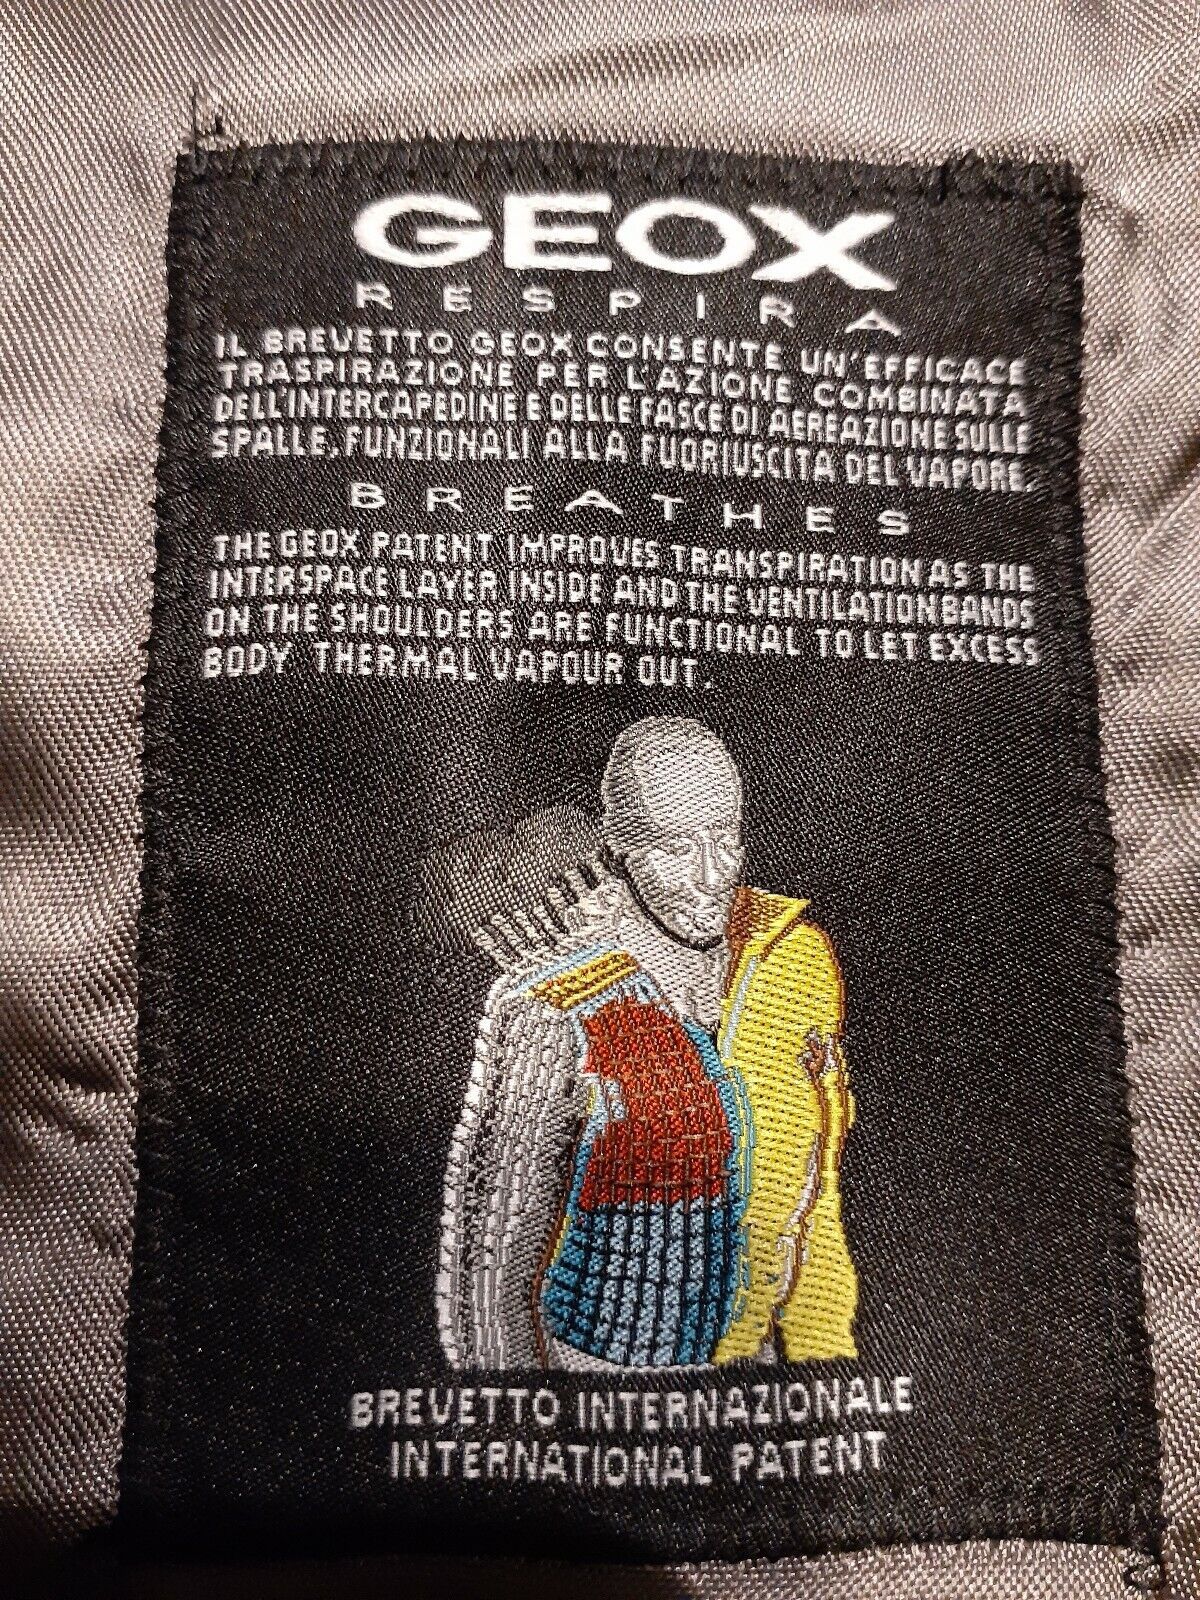 GEOX
RESPIRA
IL BREVETTO GEOX CONSENTE UN'EFFICACE
TRASPIRAZIONE PER L'AZIONE COMBINATA
DELL'INTERCAPEDINE E DELLE FASCE DI AEREAZIONE SULLE
SPALLE, FUNZIONALI ALLA FUORIUSCITA DEL VAPORE.
BREATHES
THE GEOX PATENT IMPROVES TRANSPIRATION AS THE
INTERSPACE LAYER INSIDE AND THE VENTILATION BANDS
ON THE SHOULDERS ARE FUNCTIONAL TO LET EXCESS
BODY THERMAL VAPOUR OUT.
BREVETTO INTERNAZIONALE
INTERNATIONAL PATENT